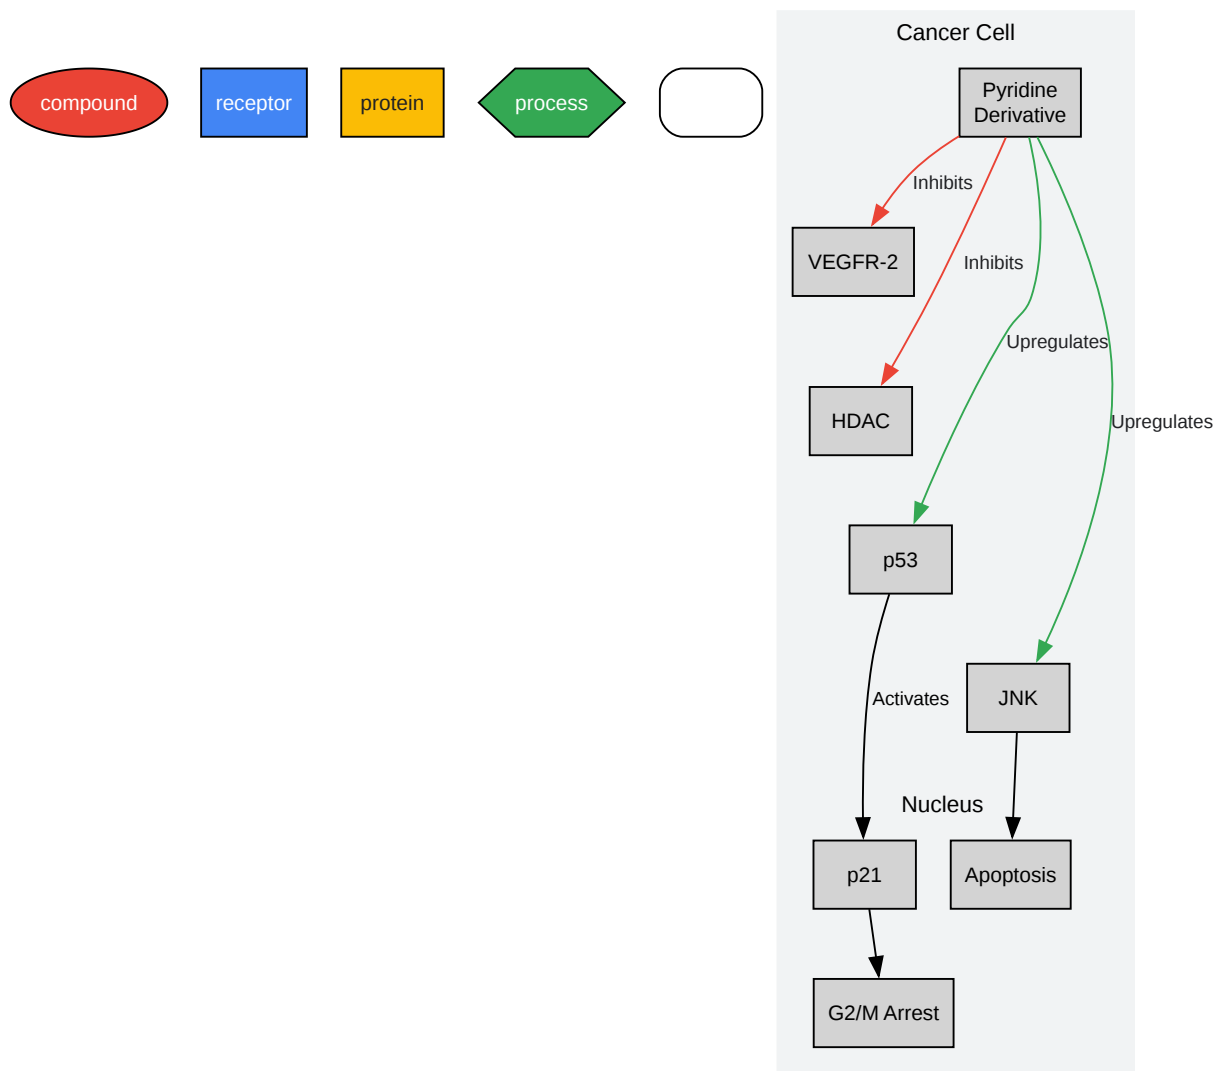 Cancer Cell
compound
receptor
protein
process
Pyridine
Derivative
Inhibits
VEGFR-2
Inhibits
Upregulates
HDAC
Upregulates
p53
JNK
Activates
Nucleus
p21
Apoptosis
G2/M Arrest